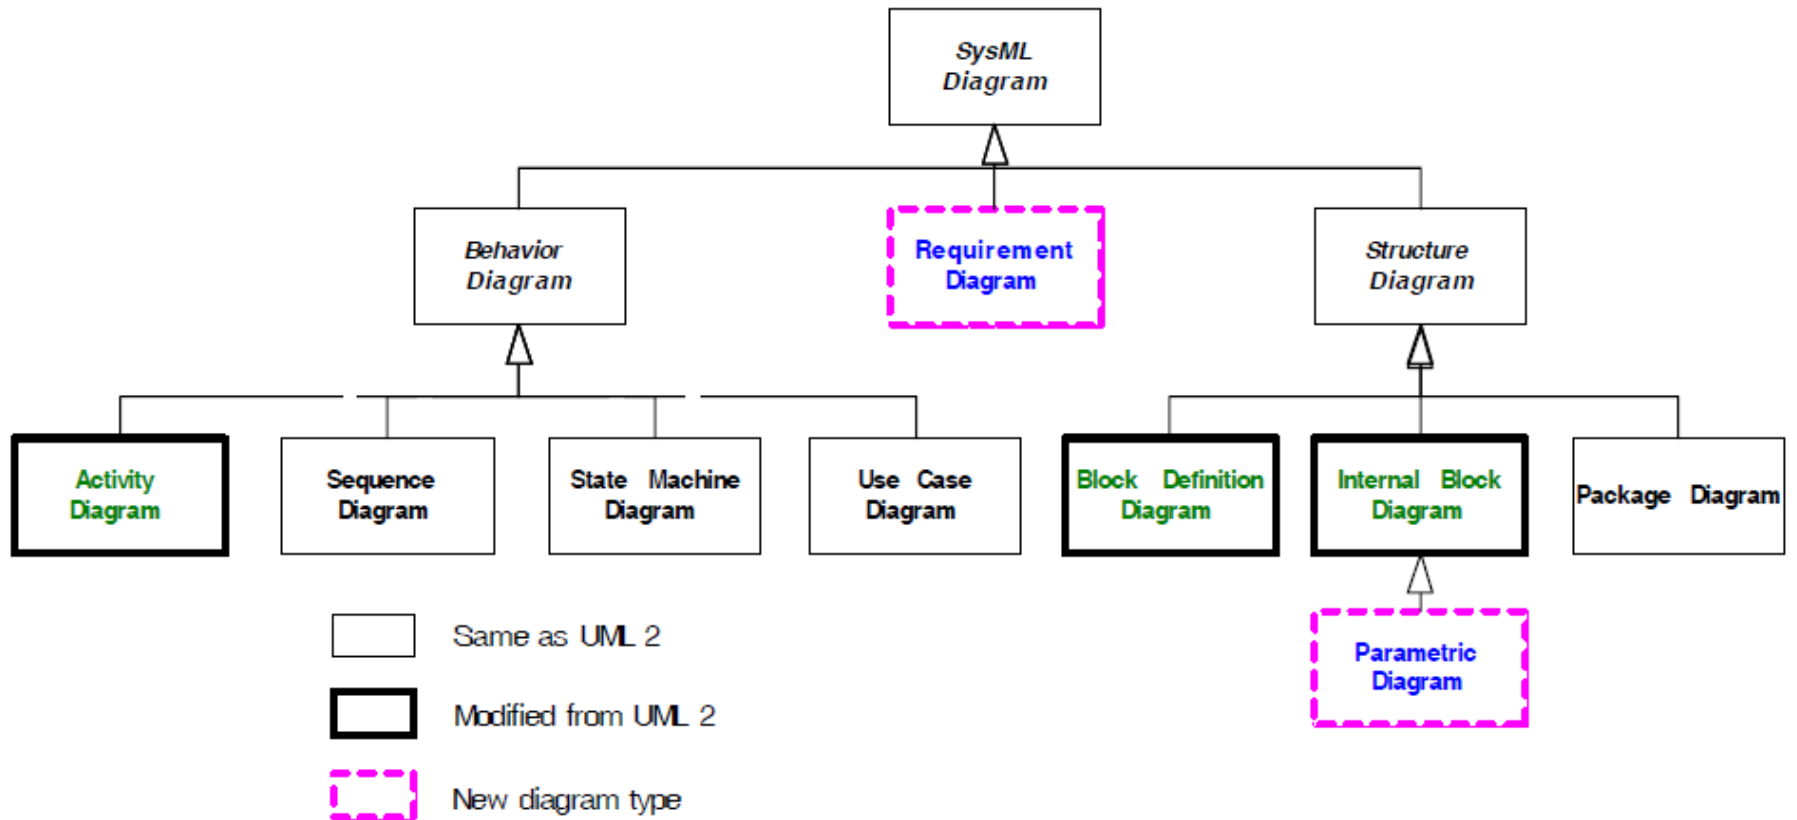 SysML
Diagram
Behavior
Diagram
Requirement
Diagram
Structure
Diagram
Activity
Diagram
Sequence
Diagram
State Machine
Diagram
Use Case
Diagram
Block Definition
Diagram
Internal Block
Diagram
Package Diagram
Parametric
Diagram
Same as UML 2
Modified from UML 2
New diagram type